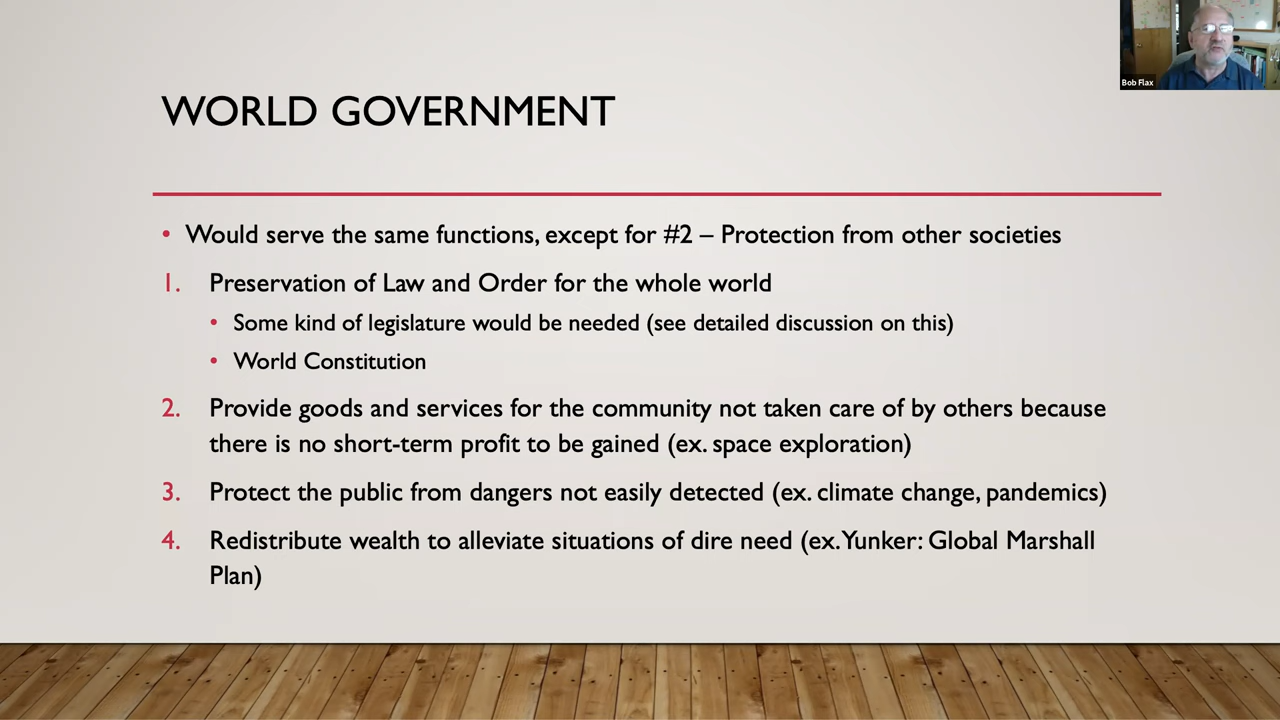 Bob Flax
WORLD GOVERNMENT
• Would serve the same functions, except for #2 – Protection from other societies
1. Preservation of Law and Order for the whole world
• Some kind of legislature would be needed (see detailed discussion on this)
• World Constitution
2. Provide goods and services for the community not taken care of by others because
there is no short-term profit to be gained (ex. space exploration)
3. Protect the public from dangers not easily detected (ex. climate change, pandemics)
4. Redistribute wealth to alleviate situations of dire need (ex. Yunker: Global Marshall
Plan)